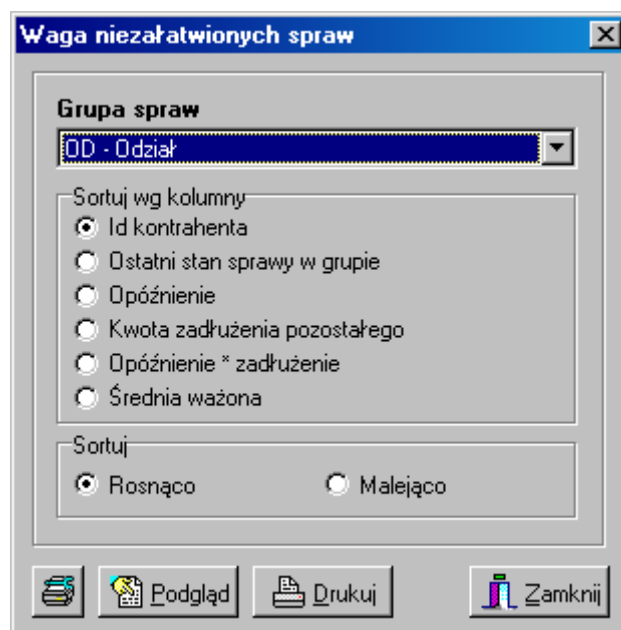 Waga niezałatwionych spraw
Grupa spraw
OD - Odział
Sortuj wg kolumny
Id kontrahenta
Ostatni stan sprawy w grupie
Opóźnienie
Kwota zadłużenia pozostałego
Opóźnienie * zadłużenie
Średnia ważona
Sortuj
Rosnąco Malejąco
Podgląd Drukuj Zamknij